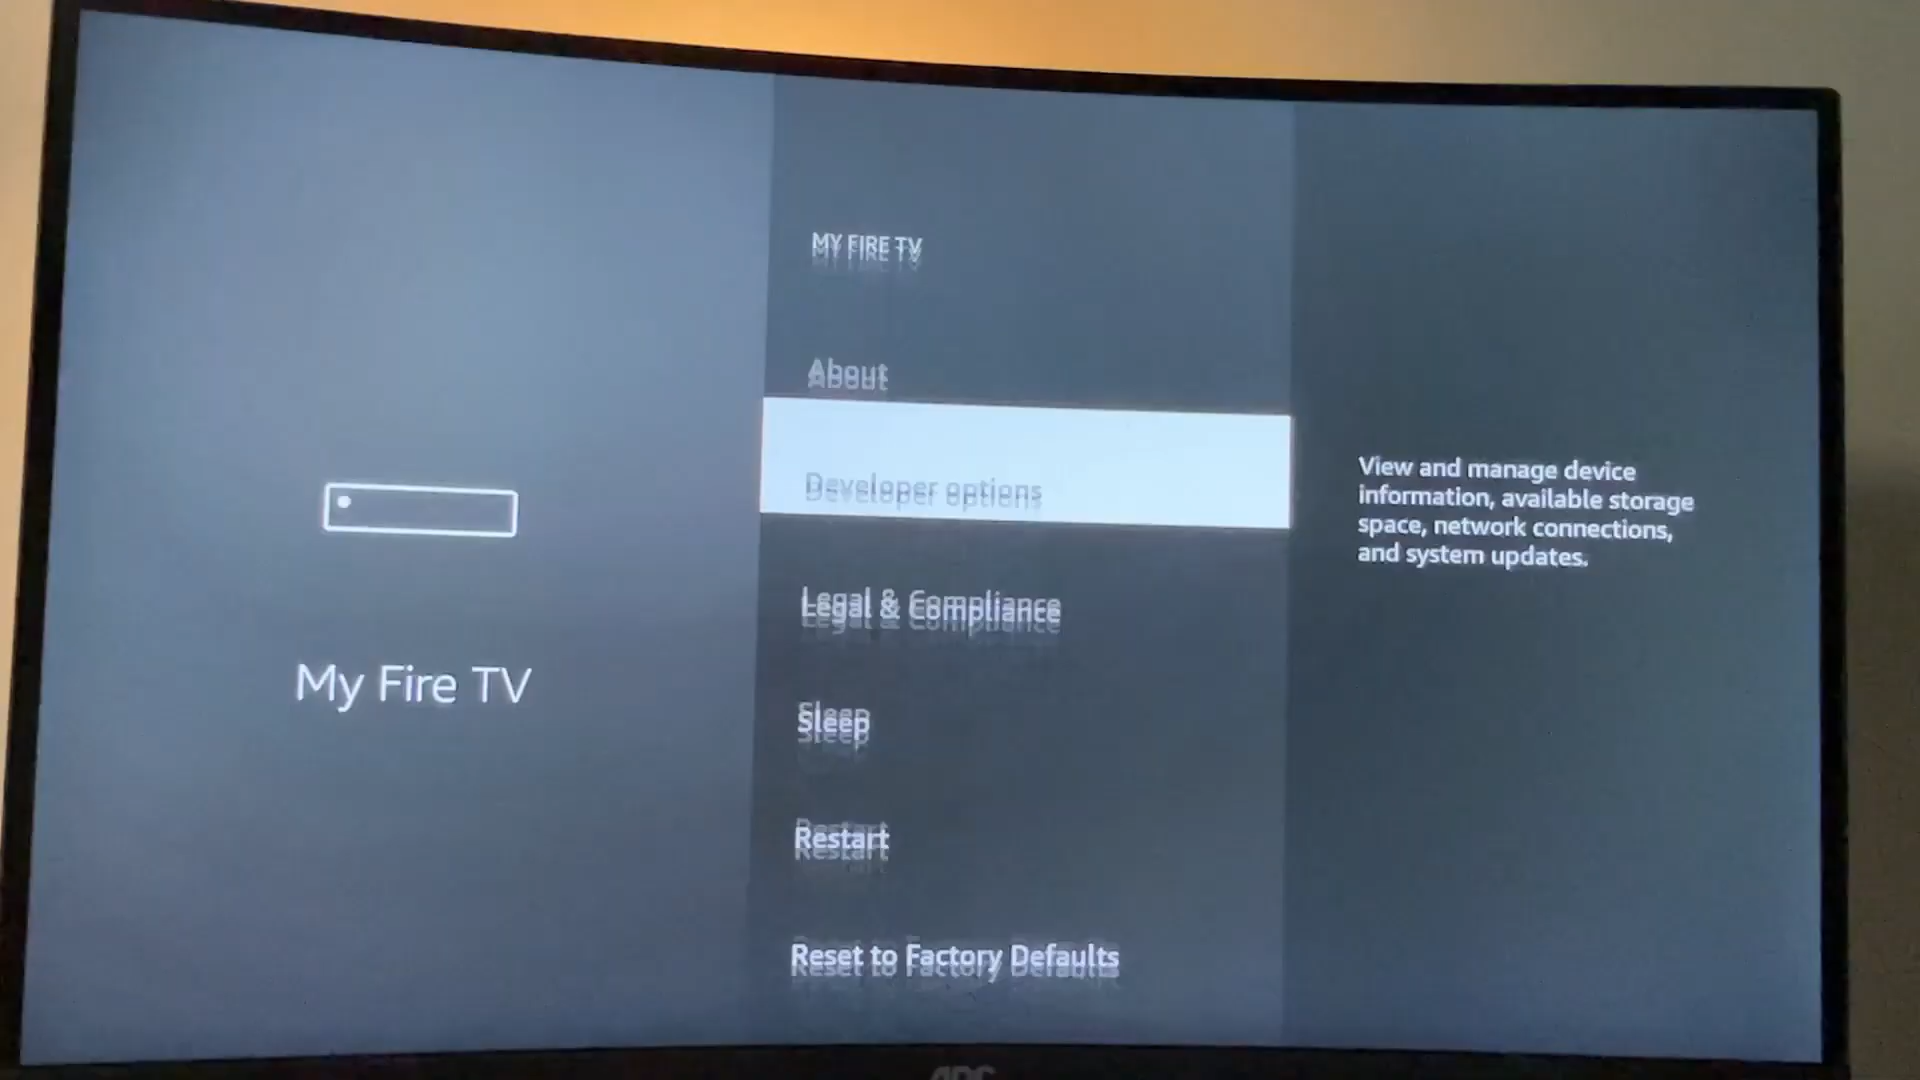 MY FIRE TV
About
Developer options
Legal & Compliance
Sleep
Restart
Reset to Factory Defaults
My Fire TV
View and manage device
information, available storage
space, network connections,
and system updates.
AOC